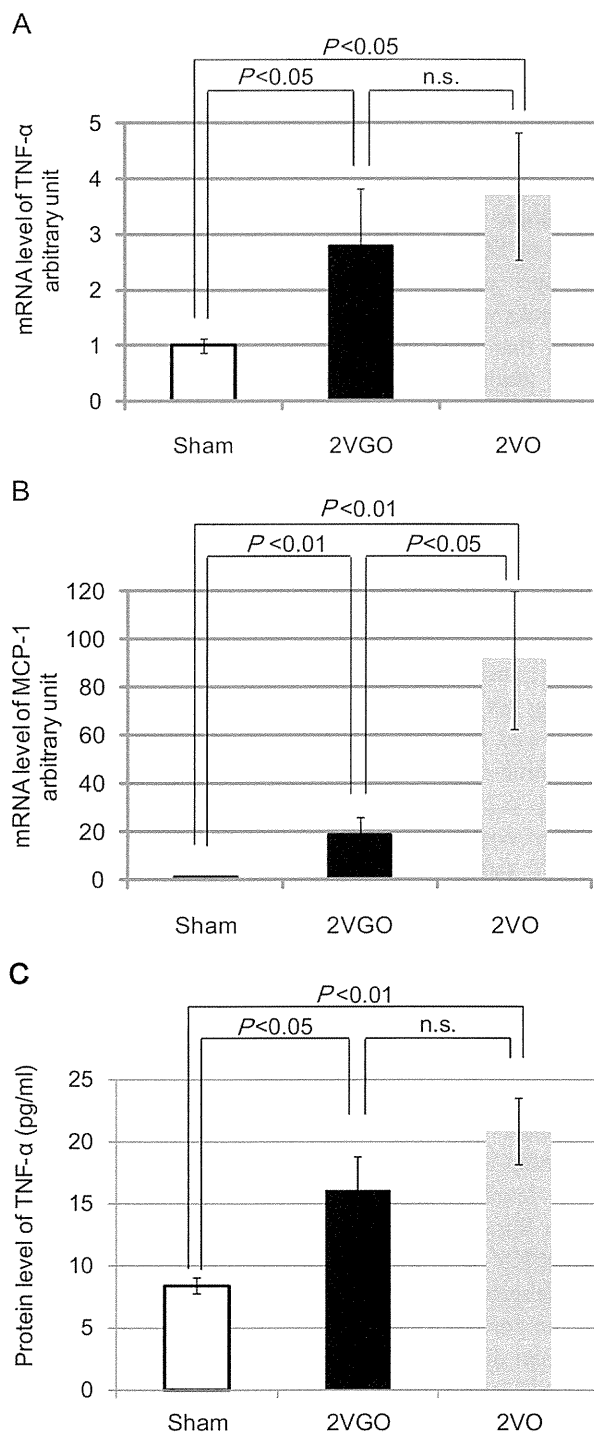 A
P<0.05
P<0.05
n.s.
mRNA level of TNF-α
arbitrary unit
5
4
3
2
1
0
Sham
2VGO
2VO
B
P<0.01
P<0.01
P<0.05
mRNA level of MCP-1
arbitrary unit
120
100
80
60
40
20
0
Sham
2VGO
2VO
C
P<0.01
P<0.05
n.s.
Protein level of TNF-α (pg/ml)
25
20
15
10
5
0
Sham
2VGO
2VO